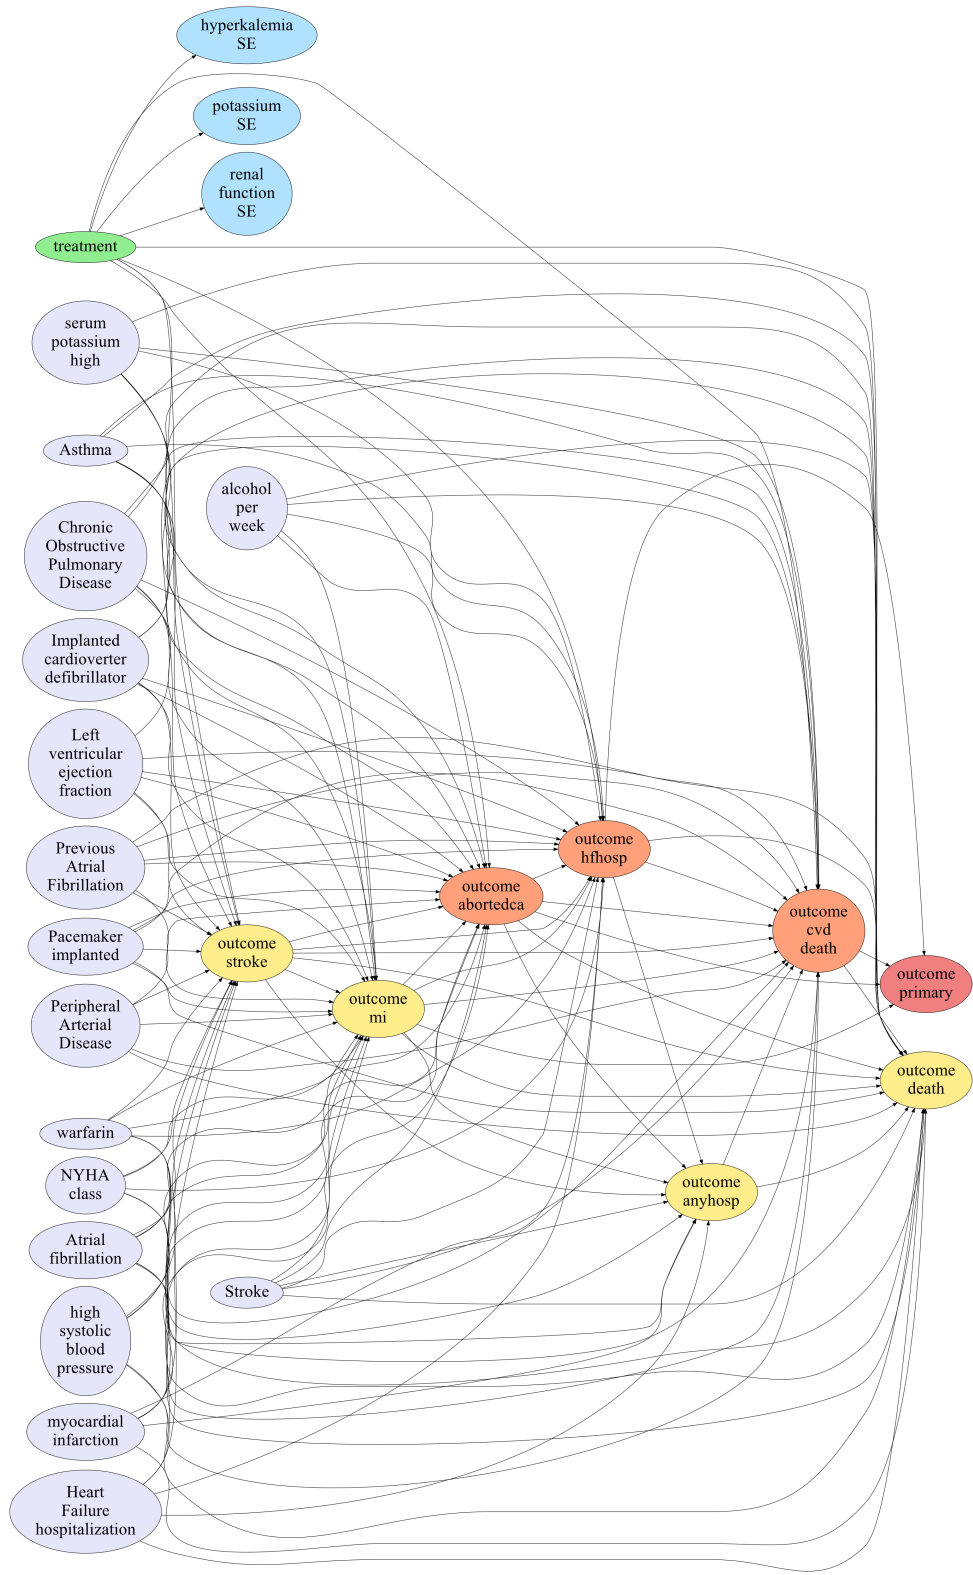 hyperkalemia
SE
potassium
SE
renal
function
SE
treatment
serum
potassium
high
Asthma
alcohol
per
week
Chronic
Obstructive
Pulmonary
Disease
Implanted
cardioverter
defibrillator
Left
ventricular
ejection
fraction
Previous
Atrial
Fibrillation
outcome
hfhosp
outcome
abortedca
outcome
cvd
death
Pacemaker
implanted
outcome
stroke
outcome
primary
outcome
mi
Peripheral
Arterial
Disease
outcome
death
warfarin
NYHA
class
outcome
anyhosp
Atrial
fibrillation
Stroke
high
systolic
blood
pressure
myocardial
infarction
Heart
Failure
hospitalization